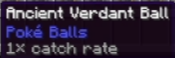 Ancient Verdant Ball
Poké Balls
1× catch rate